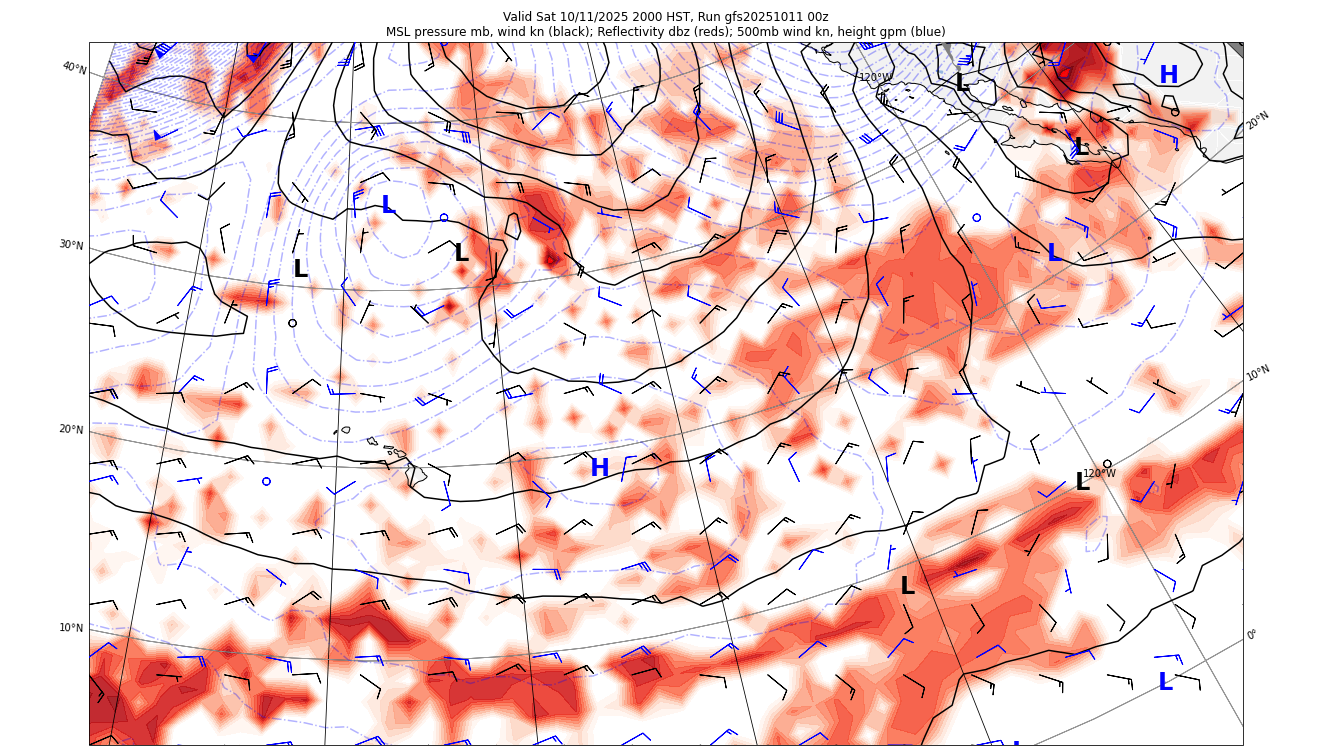 Valid Sat 10/11/2025 2000 HST, Run gfs20251011 00z
MSL pressure mb, wind kn (black); Reflectivity dbz (reds); 500mb wind kn, height gpm (blue)
40°N
120°W
L
H
20°N
L
L
30°N
L
L
L
10°N
20°N
H
L
120°W
L
10°N
0°
L